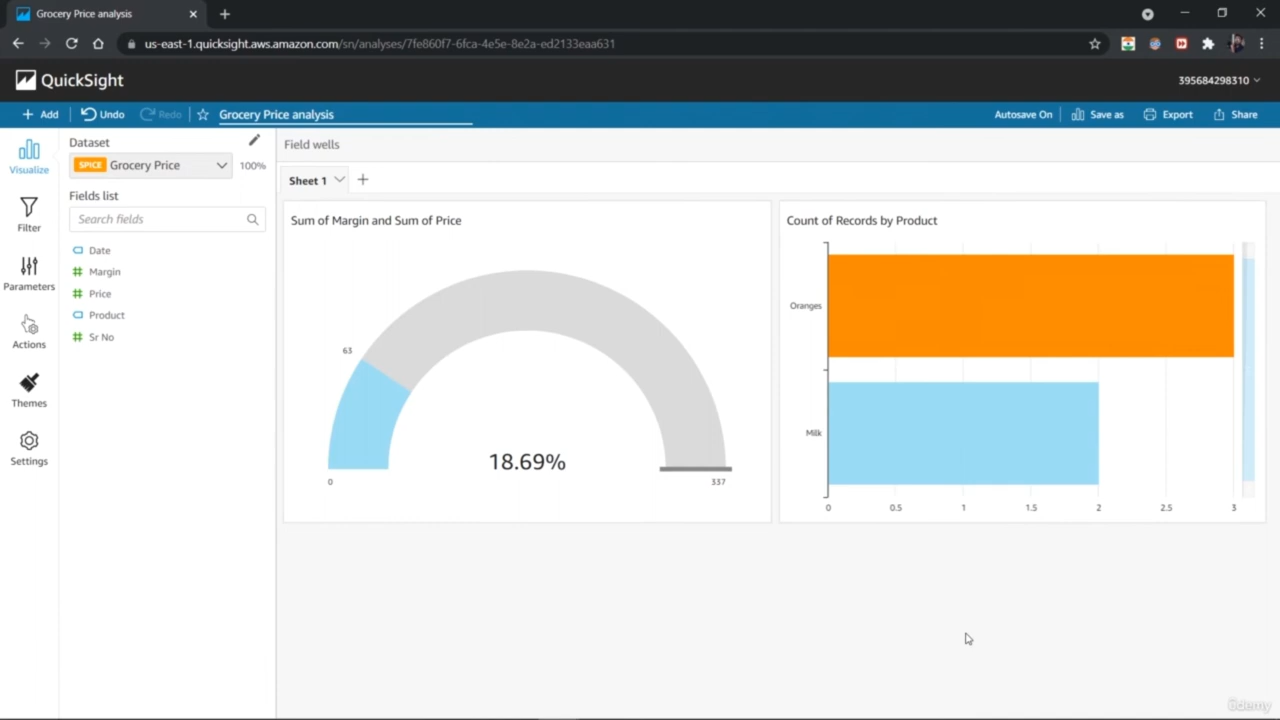 Grocery Price analysis
us-east-1.quicksight.aws.amazon.com/sn/analyses/7fe860f7-6fca-4e5e-8e2a-ed2133eaa631
QuickSight
395684298310
Add Undo Redo Grocery Price analysis Autosave On Save as Export Share
Visualize
Filter
Parameters
Actions
Themes
Settings
Dataset
SPICE Grocery Price 100%
Fields list
Search fields
Date
Margin
Price
Product
Sr No
Field wells
Sheet 1
Sum of Margin and Sum of Price
63
18.69%
0 337
Count of Records by Product
Oranges
Milk
0 0.5 1 1.5 2 2.5 3
ûdemy